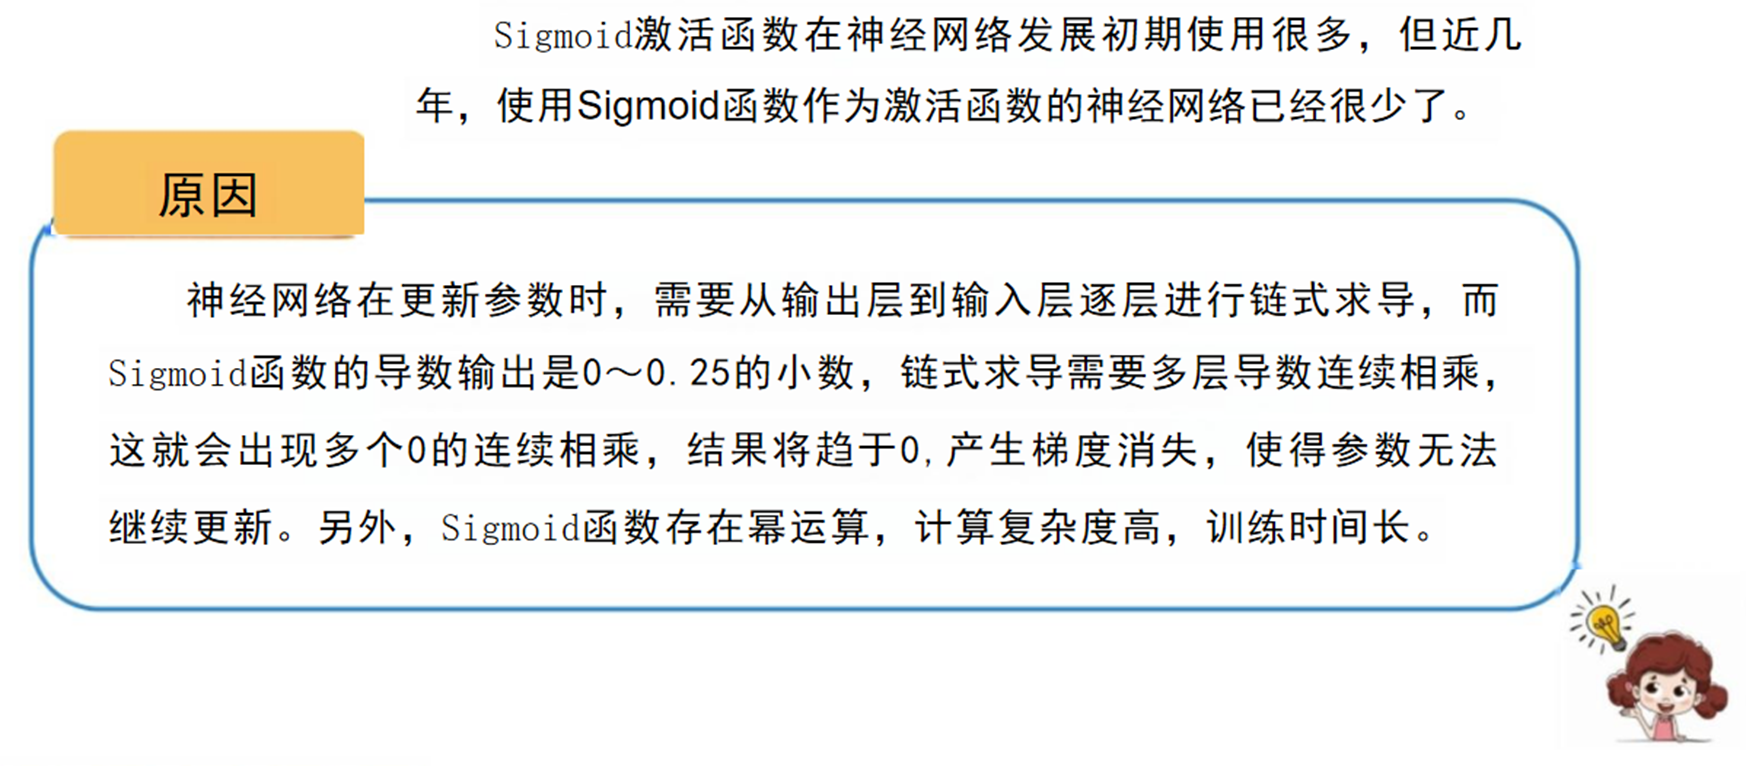 Sigmoid激活函数在神经网络发展初期使用很多，但近几
年，使用Sigmoid函数作为激活函数的神经网络已经很少了。
原因
神经网络在更新参数时，需要从输出层到输入层逐层进行链式求导，而
Sigmoid函数的导数输出是0～0.25的小数，链式求导需要多层导数连续相乘，
这就会出现多个0的连续相乘，结果将趋于0,产生梯度消失，使得参数无法
继续更新。另外，Sigmoid函数存在幂运算，计算复杂度高，训练时间长。